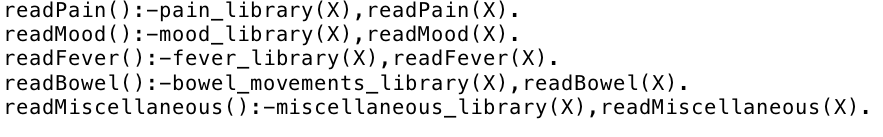 readPain():-pain_library(X),readPain(X).
readMood():-mood_library(X),readMood(X).
readFever():-fever_library(X),readFever(X).
readBowel():-bowel_movements_library(X),readBowel(X).
readMiscellaneous():-miscellaneous_library(X),readMiscellaneous(X).